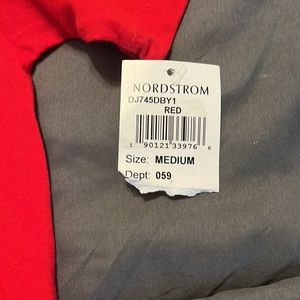 NORDSTROM
DJ745DBY1
RED
1 90121 33976 6
Size: MEDIUM
Dept: 059